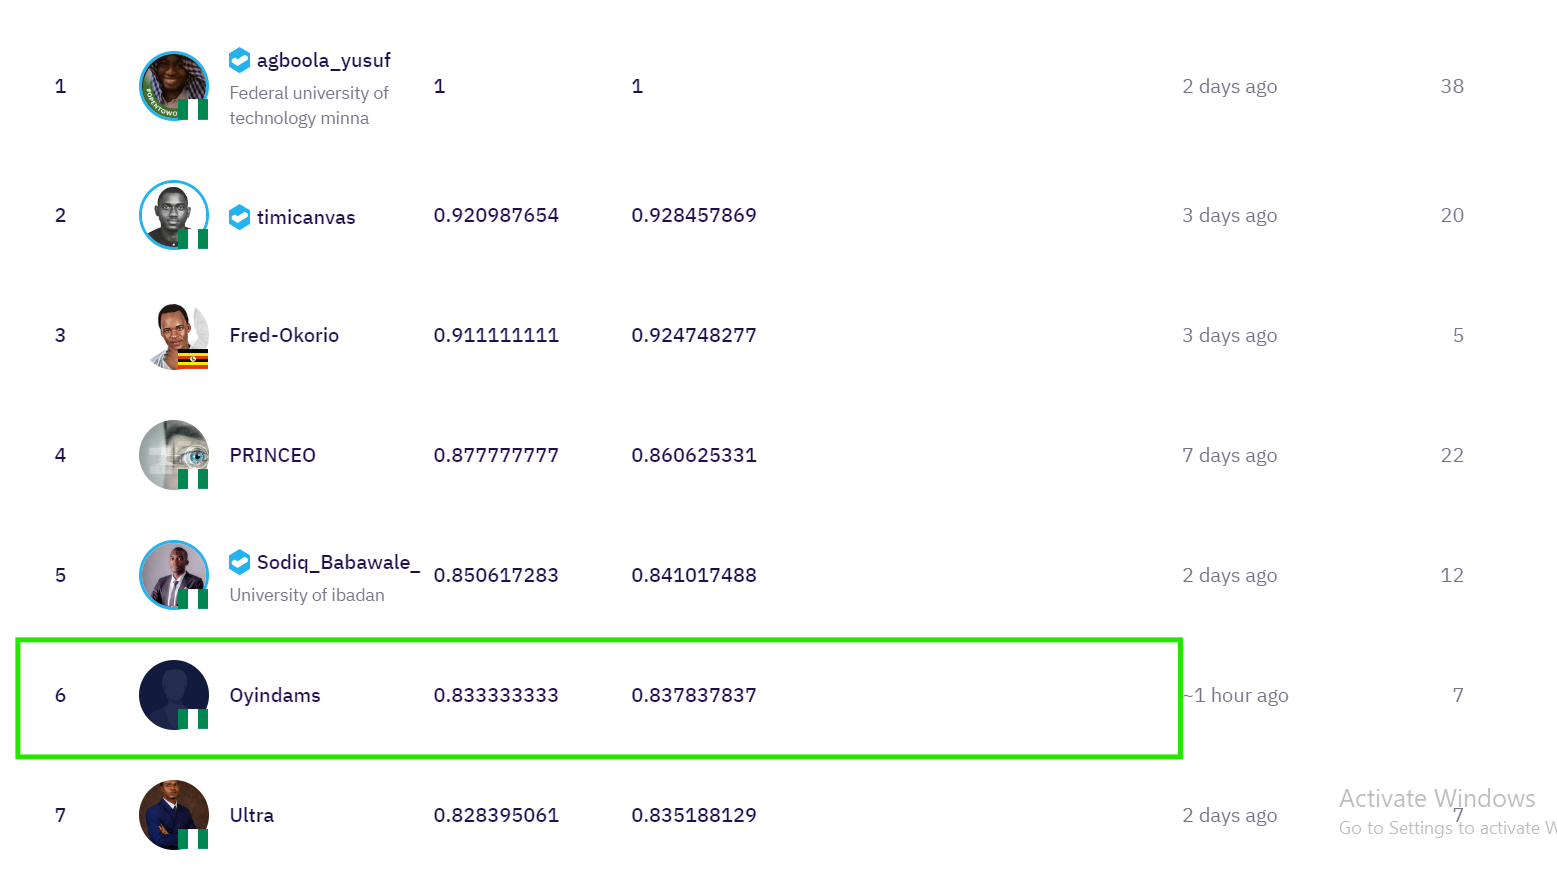 1 agboola_yusuf 1 1 2 days ago 38
Federal university of
technology minna
2 timicanvas 0.920987654 0.928457869 3 days ago 20
3 Fred-Okorio 0.911111111 0.924748277 3 days ago 5
4 PRINCEO 0.877777777 0.860625331 7 days ago 22
5 Sodiq_Babawale_ 0.850617283 0.841017488 2 days ago 12
University of ibadan
6 Oyindams 0.833333333 0.837837837 ~1 hour ago 7
7 Ultra 0.828395061 0.835188129 2 days ago 7
Activate Windows
Go to Settings to activate W